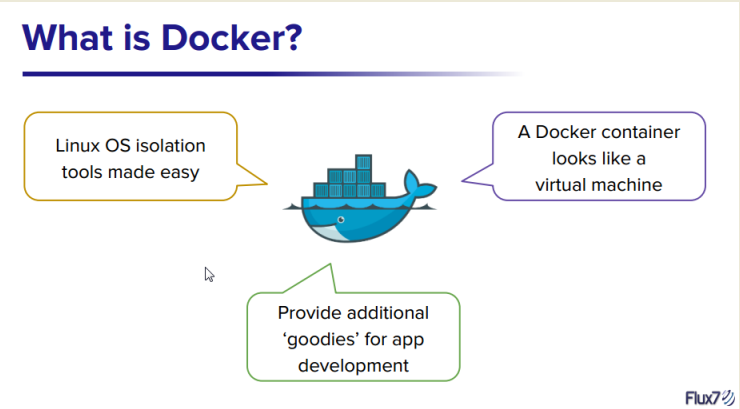 What is Docker?
Linux OS isolation
tools made easy
A Docker container
looks like a
virtual machine
Provide additional
‘goodies’ for app
development
Flux7